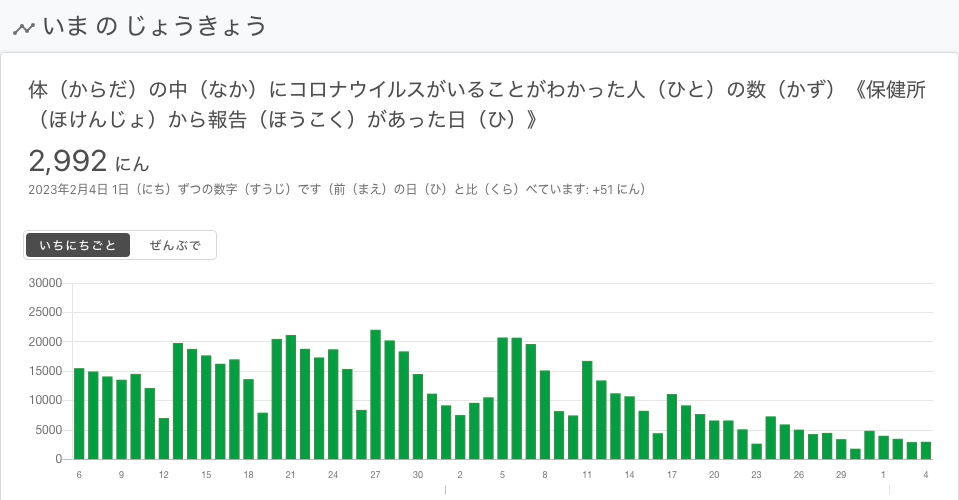 いま の じょうきょう
体（からだ）の中（なか）にコロナウイルスがいることがわかった人（ひと）の数（かず）《保健所
（ほけんじょ）から報告（ほうこく）があった日（ひ）》
2,992 にん
2023年2月4日 1日（にち）ずつの数字（すうじ）です（前（まえ）の日（ひ）と比（くら）べています: +51 にん）
いちにちごと ぜんぶで
30000
25000
20000
15000
10000
5000
0
6 9 12 15 18 21 24 27 30 2 5 8 11 14 17 20 23 26 29 1 4